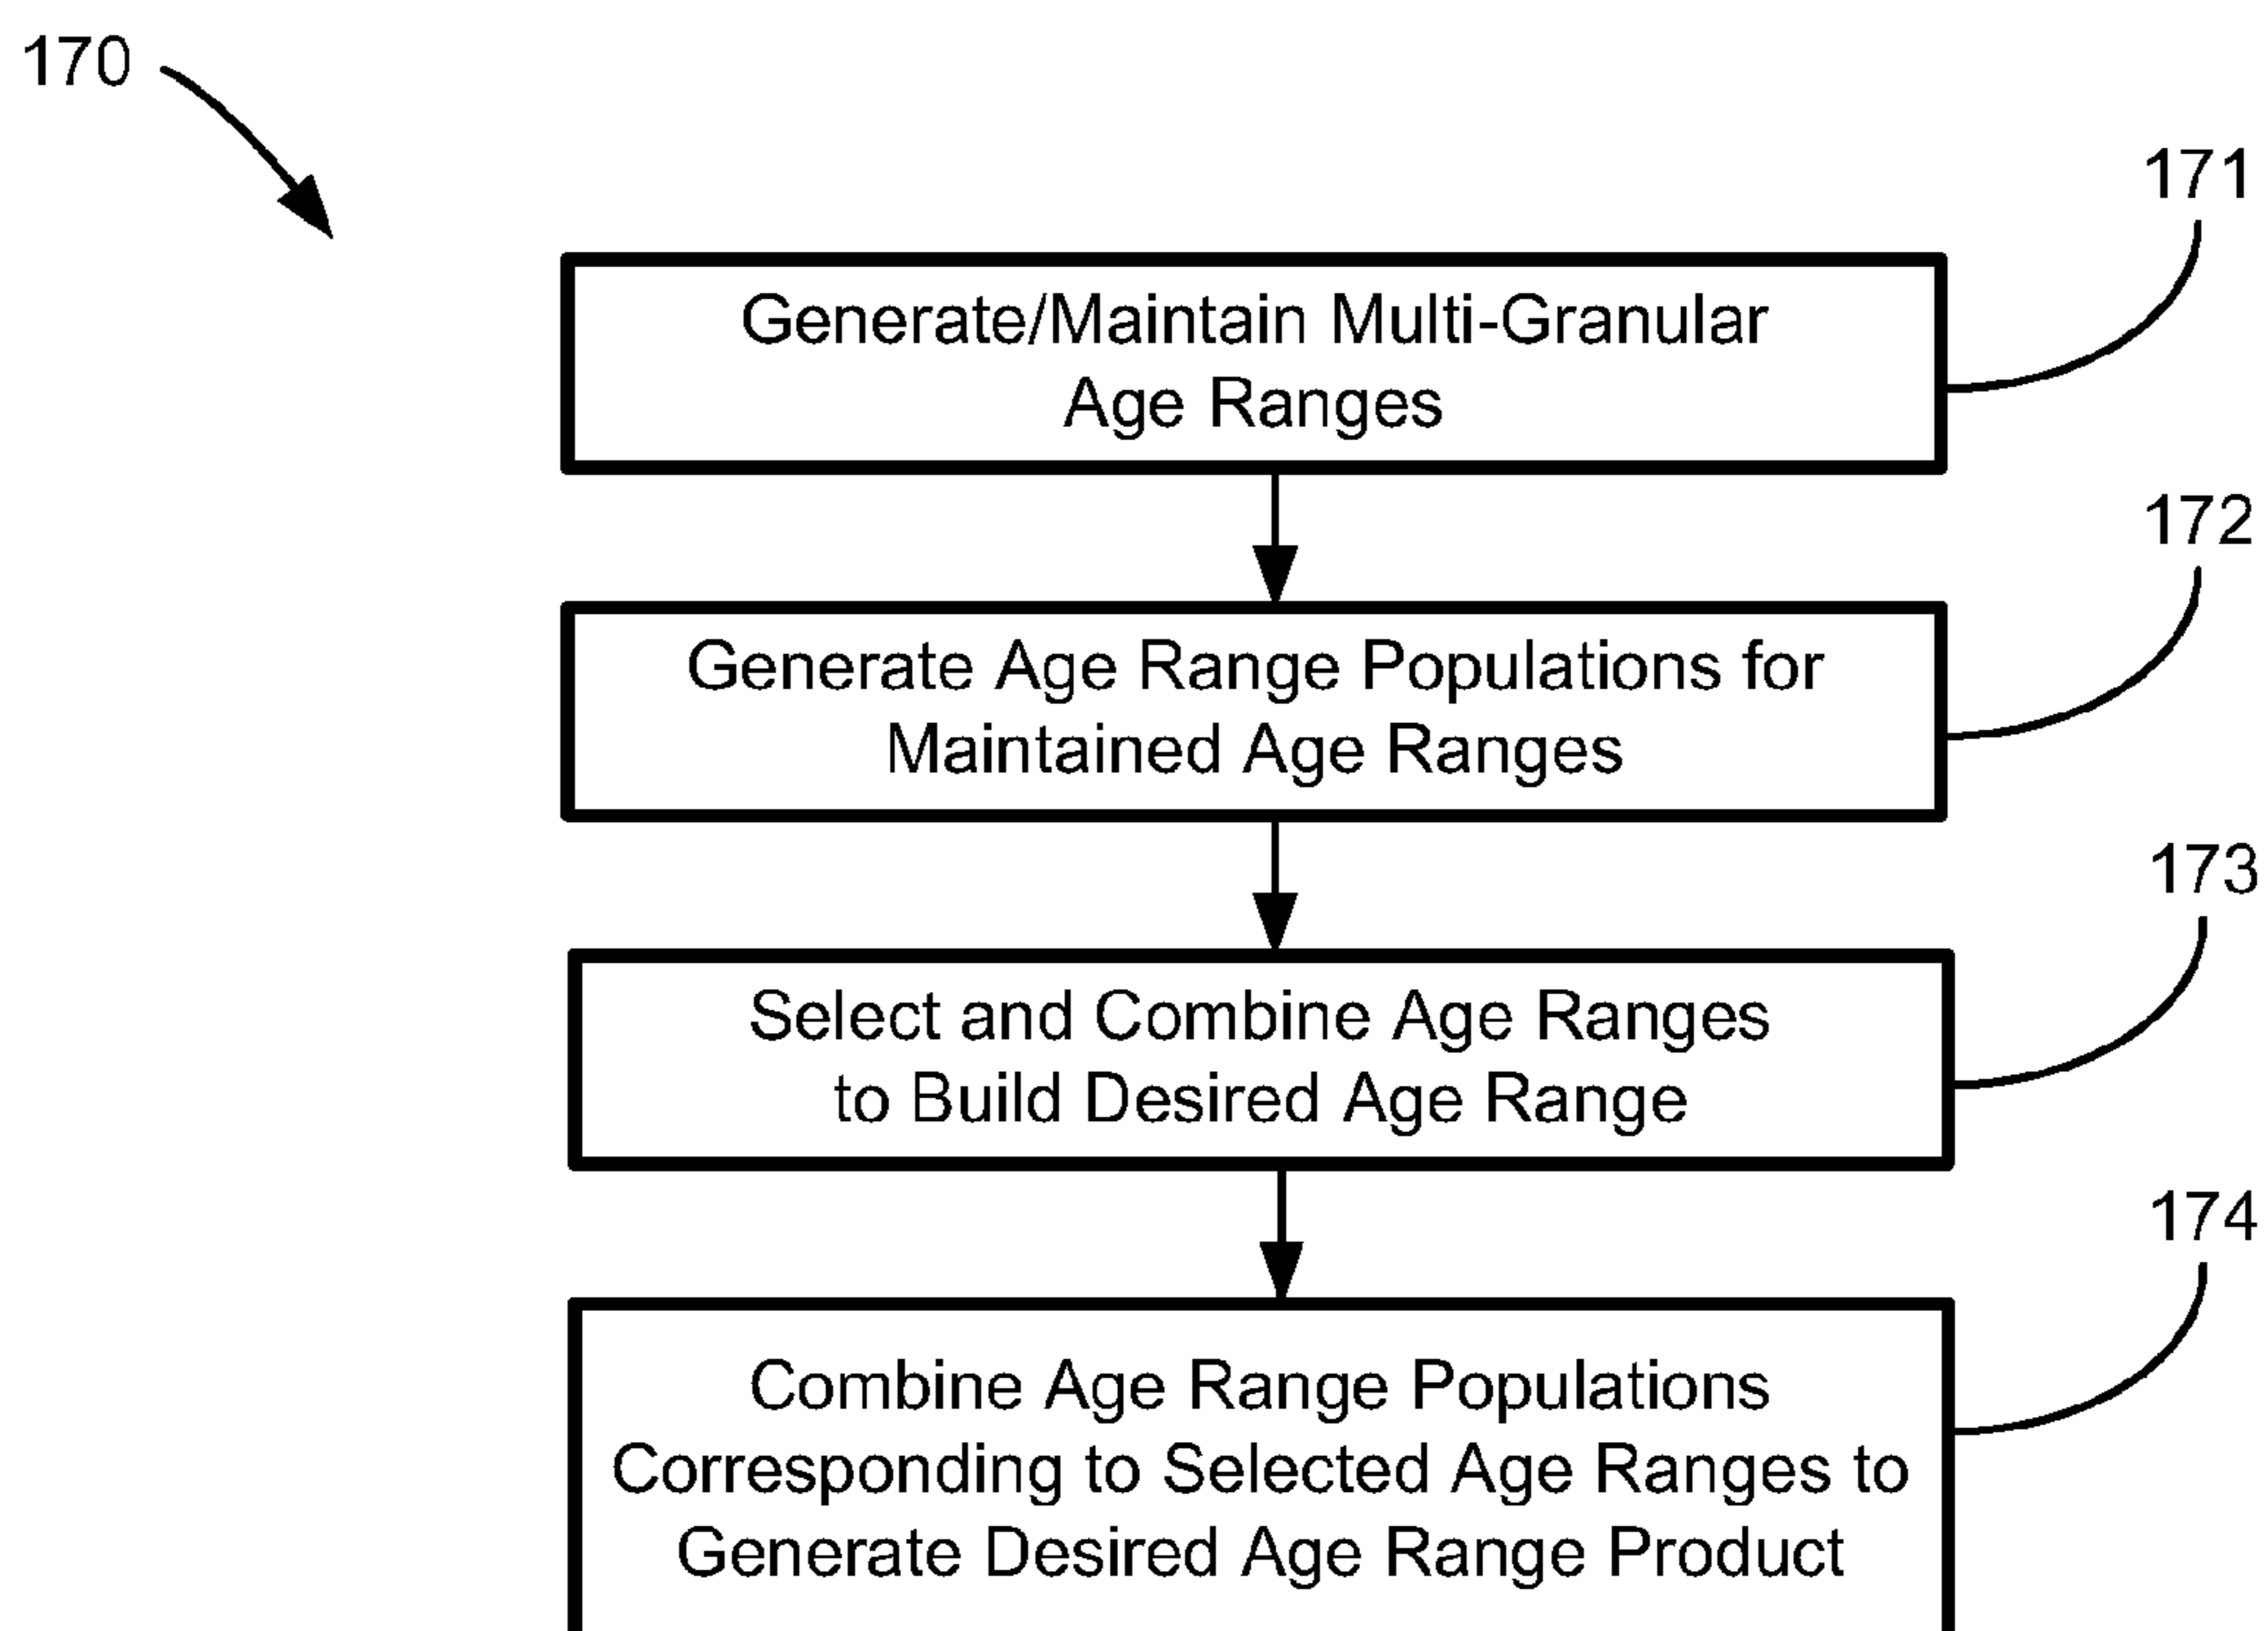 170
171
Generate/Maintain Multi-Granular
Age Ranges
172
Generate Age Range Populations for
Maintained Age Ranges
173
Select and Combine Age Ranges
to Build Desired Age Range
174
Combine Age Range Populations
Corresponding to Selected Age Ranges to
Generate Desired Age Range Product